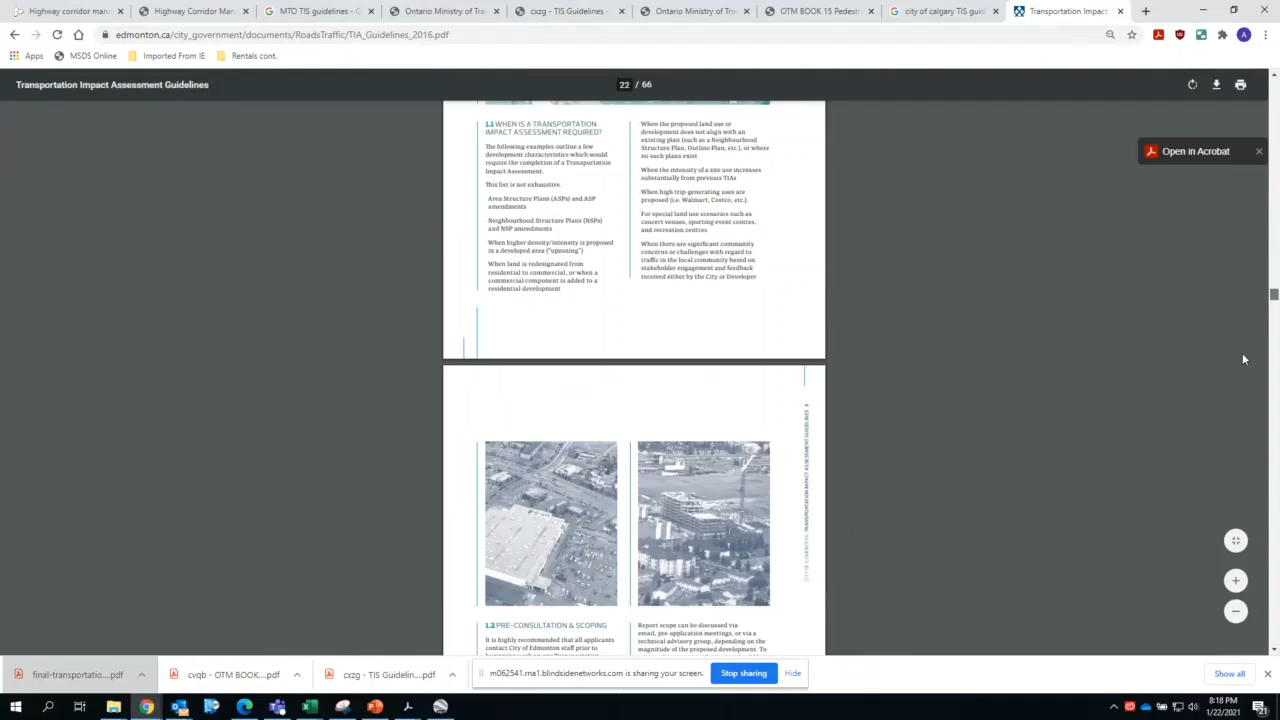 Highway corridor mana
Highway Corridor Man
MTO TIS guidelines - G
Ontario Ministry of Tra
cxzg - TIS Guidelines -
Ontario Ministry of Tra
OTM BOOK 15 Pedestr
city of calgary TIS guid
Transportation Impact
edmonton.ca/city_government/documents/RoadsTraffic/TIA_Guidelines_2016.pdf
Apps
MSDS Online
Imported From IE
Rentals cont.
Transportation Impact Assessment Guidelines
22 / 66
Open in Acrobat
1.1 WHEN IS A TRANSPORTATION
IMPACT ASSESSMENT REQUIRED?
The following examples outline a few
development characteristics which would
require the completion of a Transportation
Impact Assessment.
This list is not exhaustive.
Area Structure Plans (ASPs) and ASP
amendments
Neighbourhood Structure Plans (NSPs)
and NSP amendments
When higher density/intensity is proposed
in a developed area ("upzoning")
When land is redesignated from
residential to commercial, or when a
commercial component is added to a
residential development
When the proposed land use or
development does not align with an
existing plan (such as a Neighbourhood
Structure Plan, Outline Plan, etc.), or where
no such plans exist
When the intensity of a site use increases
substantially from previous TIAs
When high trip-generating uses are
proposed (i.e. Walmart, Costco, etc.).
For special land use scenarios such as
concert venues, sporting event centres,
and recreation centres
When there are significant community
concerns or challenges with regard to
traffic in the local community based on
stakeholder engagement and feedback
received either by the City or Developer
CITY OF EDMONTON TRANSPORTATION IMPACT ASSESSMENT GUIDELINES
1.2 PRE-CONSULTATION & SCOPING
It is highly recommended that all applicants
contact City of Edmonton staff prior to
Report scope can be discussed via
email, pre-application meetings, or via a
technical advisory group, depending on the
magnitude of the proposed development. To
cvqb - OTM BOOK....pdf
cxzg - TIS Guidelin....pdf
m062541.rna1.blindsidenetworks.com is sharing your screen.
Stop sharing
Hide
Show all
8:18 PM
1/22/2021
21